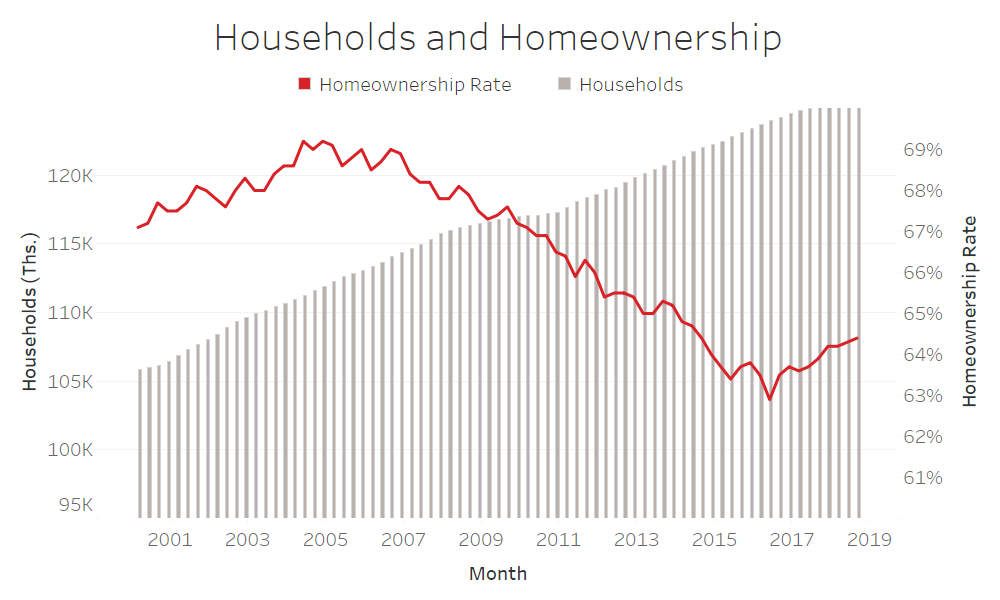 Households and Homeownership
Homeownership Rate Households
120K
115K
110K
105K
100K
95K
Households (Ths.)
69%
68%
67%
66%
65%
64%
63%
62%
61%
Homeownership Rate
2001 2003 2005 2007 2009 2011 2013 2015 2017 2019
Month